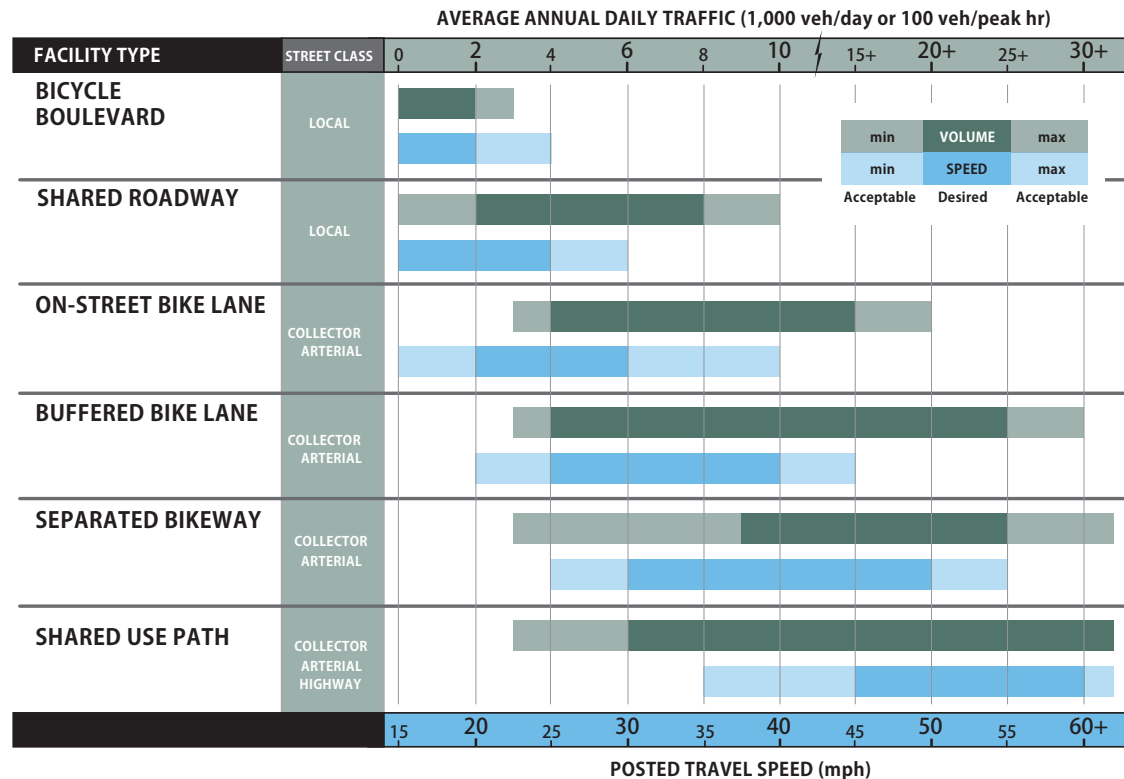 AVERAGE ANNUAL DAILY TRAFFIC (1,000 veh/day or 100 veh/peak hr)
FACILITY TYPE STREET CLASS 0 2 4 6 8 10 15+ 20+ 25+ 30+
BICYCLE
BOULEVARD
LOCAL
min VOLUME max
min SPEED max
Acceptable Desired Acceptable
SHARED ROADWAY
LOCAL
ON-STREET BIKE LANE
COLLECTOR
ARTERIAL
BUFFERED BIKE LANE
COLLECTOR
ARTERIAL
SEPARATED BIKEWAY
COLLECTOR
ARTERIAL
SHARED USE PATH
COLLECTOR
ARTERIAL
HIGHWAY
15 20 25 30 35 40 45 50 55 60+
POSTED TRAVEL SPEED (mph)